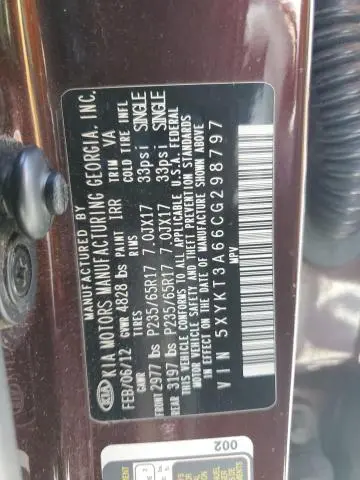 MANUFACTURED BY
KIA KIA MOTORS MANUFACTURING GEORGIA, INC.
FEB/06/12 GVWR 4828 lbs PAINT IRR TRIM VA
GAWR TIRES RIMS COLD TIRE INFL
FRONT 2977 lbs P235/65R17 7.0JX17 33psi SINGLE
REAR 3197 lbs P235/65R17 7.0JX17 33psi SINGLE
THIS VEHICLE CONFORMS TO ALL APPLICABLE U.S.A. FEDERAL
MOTOR VEHICLE SAFETY AND THEFT PREVENTION STANDARDS
IN EFFECT ON THE DATE OF MANUFACTURE SHOWN ABOVE
VIN 5XYKT3A66CG298797
MPV
002